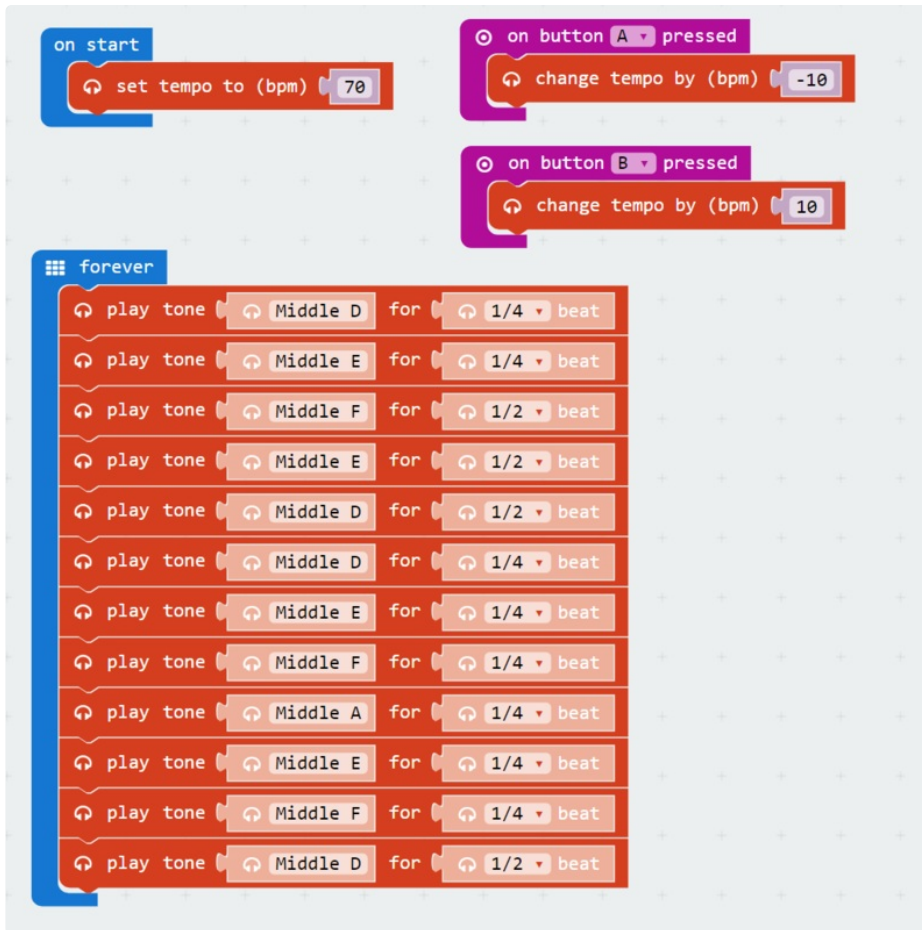 on start
set tempo to (bpm) 70
on button A pressed
change tempo by (bpm) -10
on button B pressed
change tempo by (bpm) 10
forever
play tone Middle D for 1/4 beat
play tone Middle E for 1/4 beat
play tone Middle F for 1/2 beat
play tone Middle E for 1/2 beat
play tone Middle D for 1/2 beat
play tone Middle D for 1/4 beat
play tone Middle E for 1/4 beat
play tone Middle F for 1/4 beat
play tone Middle A for 1/4 beat
play tone Middle E for 1/4 beat
play tone Middle F for 1/4 beat
play tone Middle D for 1/2 beat